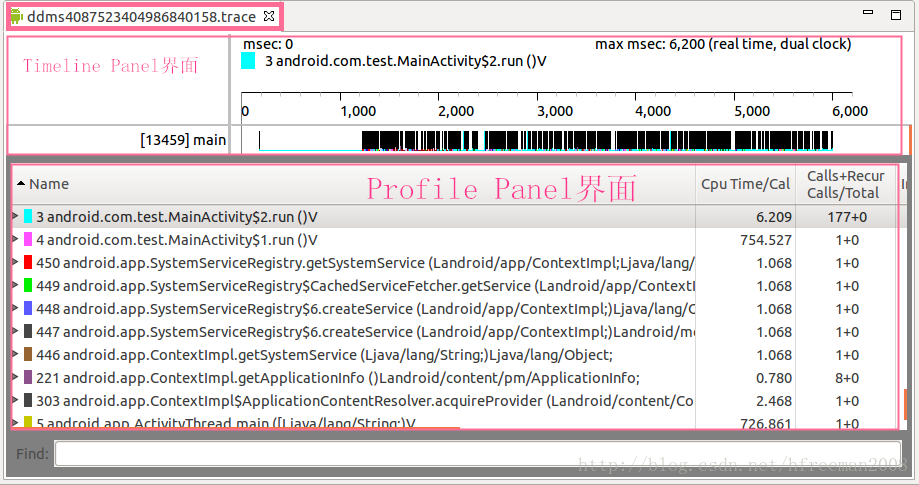 ddms4087523404986840158.trace
msec: 0 max msec: 6,200 (real time, dual clock)
Timeline Panel界面
3 android.com.test.MainActivity$2.run ()V
0 1,000 2,000 3,000 4,000 5,000 6,000
[13459] main
Name Cpu Time/Cal Calls+Recur Calls/Total In
Profile Panel界面
3 android.com.test.MainActivity$2.run ()V 6.209 177+0
4 android.com.test.MainActivity$1.run ()V 754.527 1+0
450 android.app.SystemServiceRegistry.getSystemService (Landroid/app/ContextImpl;Ljava/lang/ 1.068 1+0
449 android.app.SystemServiceRegistry$CachedServiceFetcher.getService (Landroid/app/ContextI 1.068 1+0
448 android.app.SystemServiceRegistry$6.createService (Landroid/app/ContextImpl;)Ljava/lang/C 1.068 1+0
447 android.app.SystemServiceRegistry$6.createService (Landroid/app/ContextImpl;)Landroid/me 1.068 1+0
446 android.app.ContextImpl.getSystemService (Ljava/lang/String;)Ljava/lang/Object; 1.068 1+0
221 android.app.ContextImpl.getApplicationInfo ()Landroid/content/pm/ApplicationInfo; 0.780 8+0
303 android.app.ContextImpl$ApplicationContentResolver.acquireProvider (Landroid/content/Co 2.468 1+0
5 android.app.ActivityThread.main ([Ljava/lang/String;)V 726.861 1+0
Find:
http://blog.csdn.net/hfreeman2008